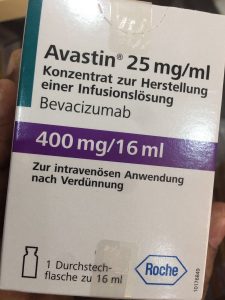 Avastin® 25 mg/ml
Konzentrat zur Herstellung
einer Infusionslösung
Bevacizumab
400 mg/16 ml
Zur intravenösen Anwendung
nach Verdünnung
1 Durchstech-
flasche zu 16 ml
Roche